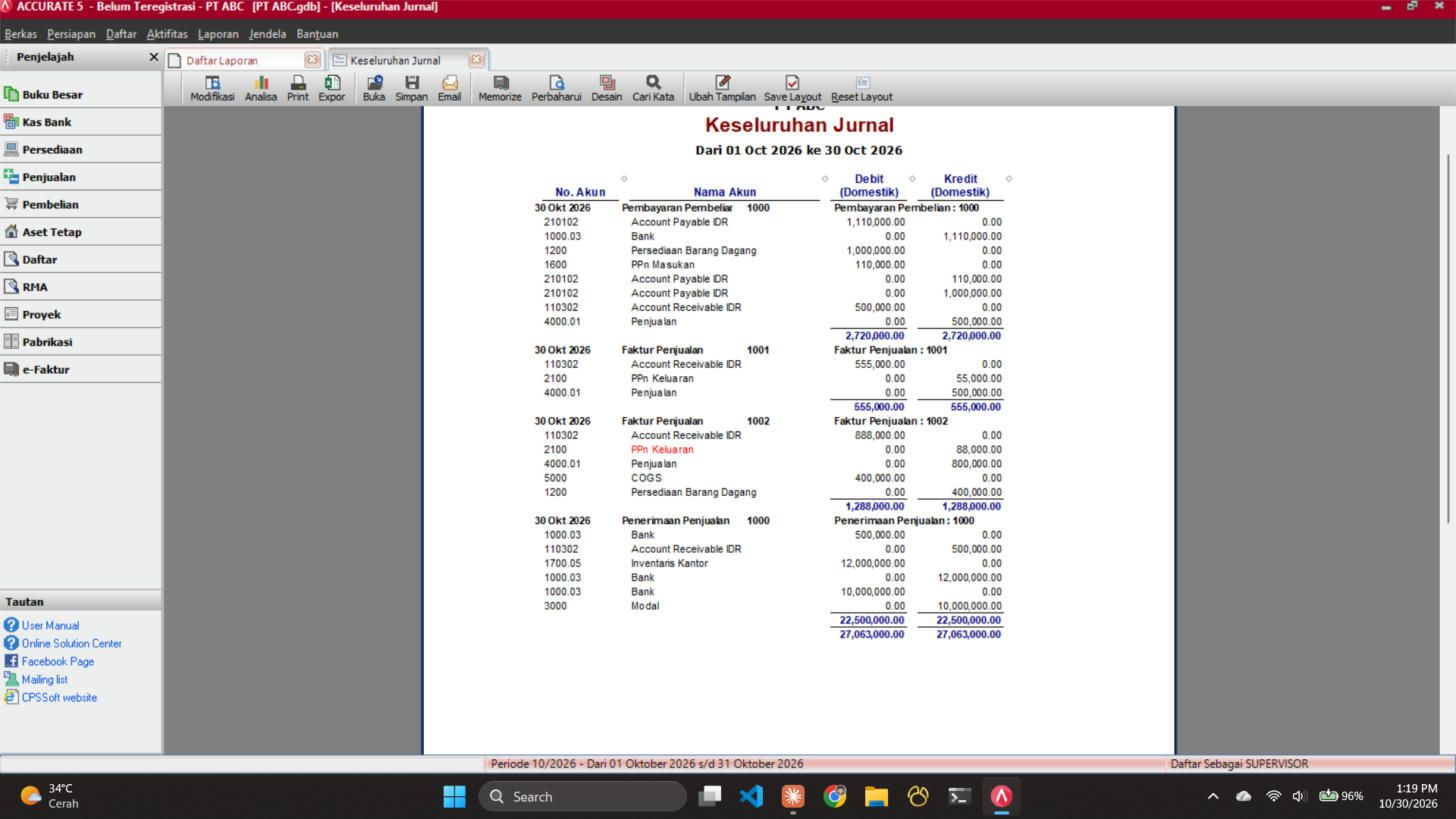 ACCURATE 5 - Belum Teregistrasi - PT ABC [PT ABC.gdb] - [Keseluruhan Jurnal]
Berkas Persiapan Daftar Aktifitas Laporan Jendela Bantuan
Penjelajah
Daftar Laporan
Keseluruhan Jurnal
Modifikasi Analisa Print Expor Buka Simpan Email Memorize Perbaharui Desain Cari Kata Ubah Tampilan Save Layout Reset Layout
Buku Besar
Kas Bank
Persediaan
Penjualan
Pembelian
Aset Tetap
Daftar
RMA
Proyek
Pabrikasi
e-Faktur
Tautan
User Manual
Online Solution Center
Facebook Page
Mailing list
CPSSoft website
PT ABC
Keseluruhan Jurnal
Dari 01 Oct 2026 ke 30 Oct 2026
Debit Kredit
No. Akun Nama Akun (Domestik) (Domestik)
30 Okt 2026 Pembayaran Pembeliar 1000 Pembayaran Pembelian : 1000
210102 Account Payable IDR 1,110,000.00 0.00
1000.03 Bank 0.00 1,110,000.00
1200 Persediaan Barang Dagang 1,000,000.00 0.00
1600 PPn Masukan 110,000.00 0.00
210102 Account Payable IDR 0.00 110,000.00
210102 Account Payable IDR 0.00 1,000,000.00
110302 Account Receivable IDR 500,000.00 0.00
4000.01 Penjualan 0.00 500,000.00
2,720,000.00 2,720,000.00
30 Okt 2026 Faktur Penjualan 1001 Faktur Penjualan : 1001
110302 Account Receivable IDR 555,000.00 0.00
2100 PPn Keluaran 0.00 55,000.00
4000.01 Penjualan 0.00 500,000.00
555,000.00 555,000.00
30 Okt 2026 Faktur Penjualan 1002 Faktur Penjualan : 1002
110302 Account Receivable IDR 888,000.00 0.00
2100 PPn Keluaran 0.00 88,000.00
4000.01 Penjualan 0.00 800,000.00
5000 COGS 400,000.00 0.00
1200 Persediaan Barang Dagang 0.00 400,000.00
1,288,000.00 1,288,000.00
30 Okt 2026 Penerimaan Penjualan 1000 Penerimaan Penjualan : 1000
1000.03 Bank 500,000.00 0.00
110302 Account Receivable IDR 0.00 500,000.00
1700.05 Inventaris Kantor 12,000,000.00 0.00
1000.03 Bank 0.00 12,000,000.00
1000.03 Bank 10,000,000.00 0.00
3000 Modal 0.00 10,000,000.00
22,500,000.00 22,500,000.00
27,063,000.00 27,063,000.00
Periode 10/2026 - Dari 01 Oktober 2026 s/d 31 Oktober 2026
Daftar Sebagai SUPERVISOR
34°C
Cerah
Search
96%
1:19 PM
10/30/2026